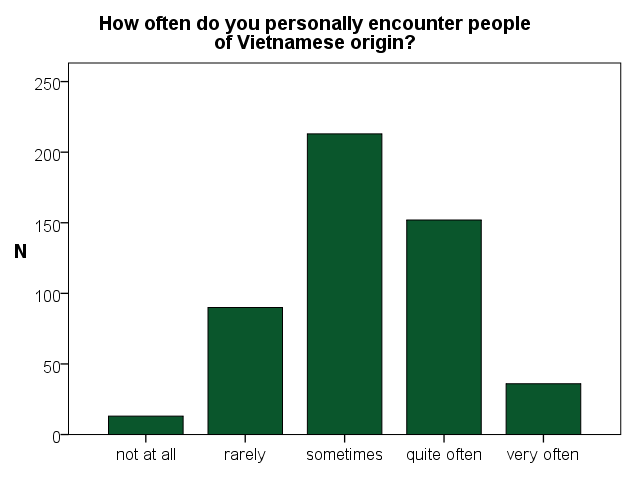 How often do you personally encounter people
of Vietnamese origin?
250
200
150
100
50
0
N
not at all
rarely
sometimes
quite often
very often